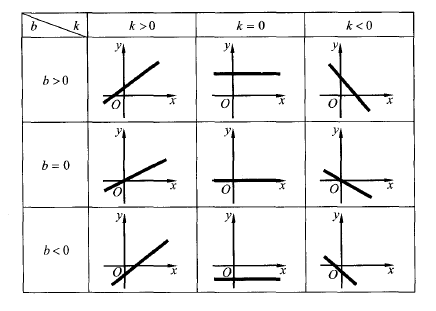 b k k>0 k=0 k<0
b>0 y O x y O x y O x
b=0 y O x y O x y O x
b<0 y O x y O x y O x